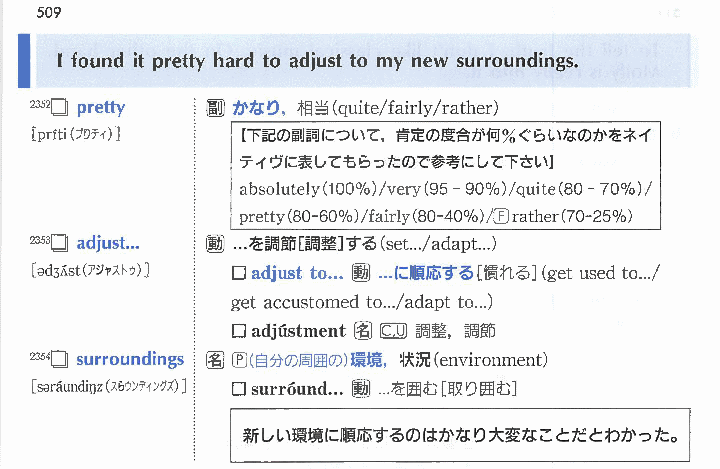 509
I found it pretty hard to adjust to my new surroundings.
2352□ pretty 副 かなり，相当(quite/fairly/rather)
[príti(プリティ)] 【下記の副詞について，肯定の度合が何%ぐらいなのかをネイ
ティヴに表してもらったので参考にして下さい】
absolutely(100%)/very(95－90%)/quite(80－70%)/
pretty(80-60%)/fairly(80-40%)/Ⓕrather(70-25%)
2353□ adjust... 動 ...を調節[調整]する(set.../adapt...)
[ədʒʌ́st(アジャストゥ)] □ adjust to... 動 ...に順応する[慣れる](get used to.../
get accustomed to.../adapt to...)
□ adjústment 名 C,U 調整，調節
2354□ surroundings 名 Ⓟ(自分の周囲の)環境，状況(environment)
[səráundiŋz(スラウンディングズ)] □ surróund... 動 ...を囲む[取り囲む]
新しい環境に順応するのはかなり大変なことだとわかった。